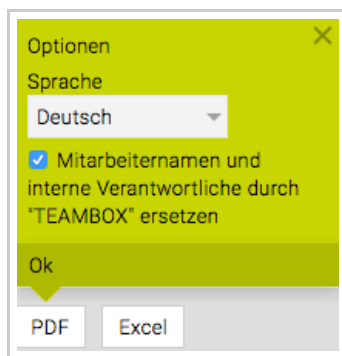 Optionen
Sprache
Deutsch
Mitarbeiternamen und
interne Verantwortliche durch
"TEAMBOX" ersetzen
Ok
PDF Excel